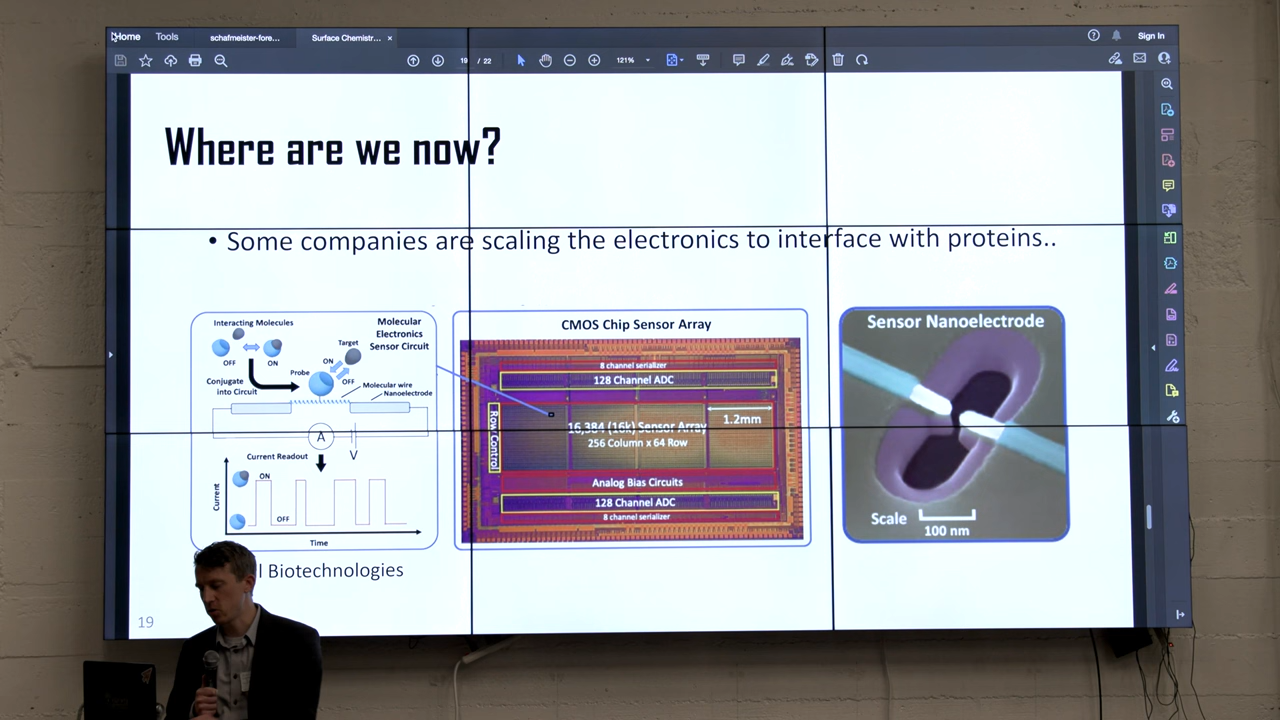 Home Tools schafmeister-fore... Surface Chemistr... × Sign In
19 / 22 121%
Where are we now?
• Some companies are scaling the electronics to interface with proteins..
Interacting Molecules
OFF ON
Conjugate
into Circuit
Molecular
Electronics
Sensor Circuit
Target
ON
Probe
OFF
Molecular wire
Nanoelectrode
A
V
Current Readout
Current
ON
OFF
Time
CMOS Chip Sensor Array
8 channel serializer
128 Channel ADC
Row Control
1.2mm
16,384 (16k) Sensor Array
256 Column x 64 Row
Analog Bias Circuits
128 Channel ADC
8 channel serializer
Sensor Nanoelectrode
Scale
100 nm
Biotechnologies
19